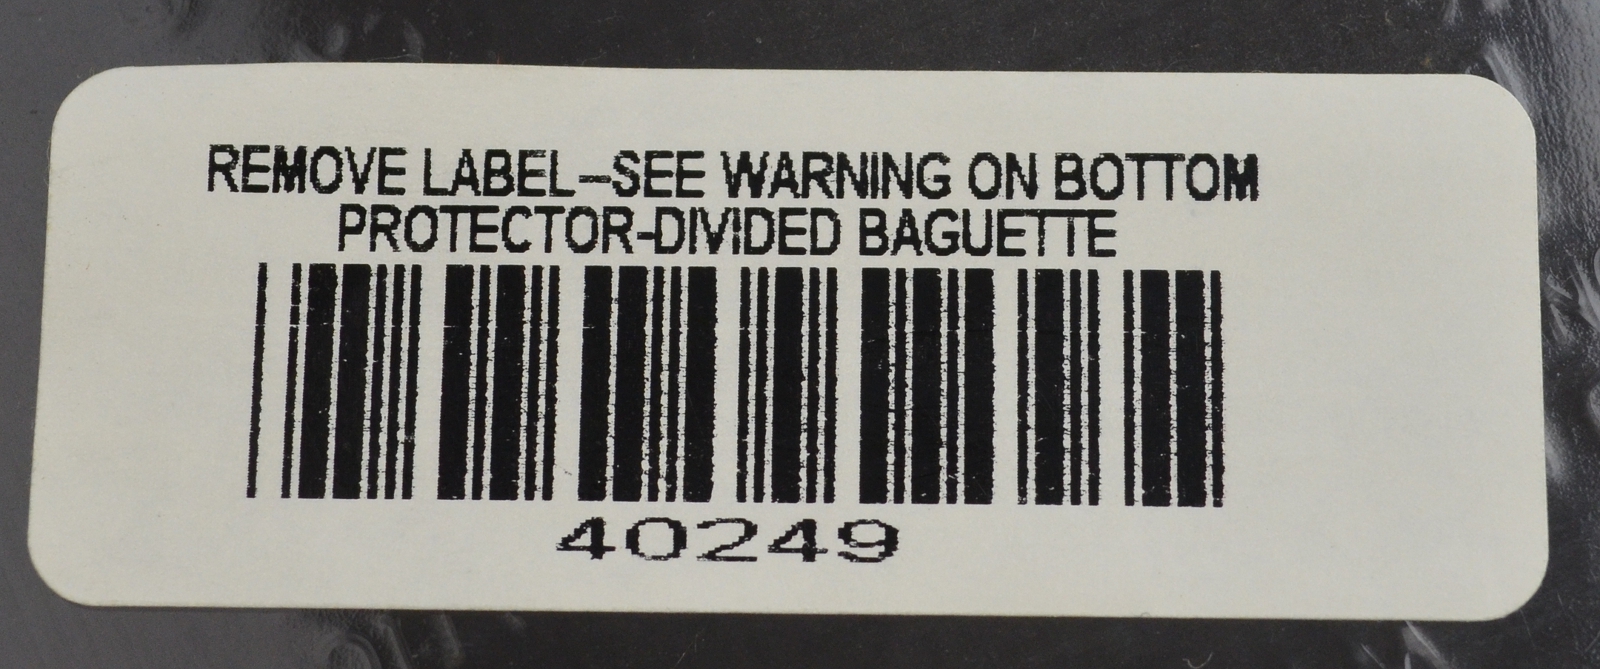 REMOVE LABEL-SEE WARNING ON BOTTOM
PROTECTOR-DIVIDED BAGUETTE
40249